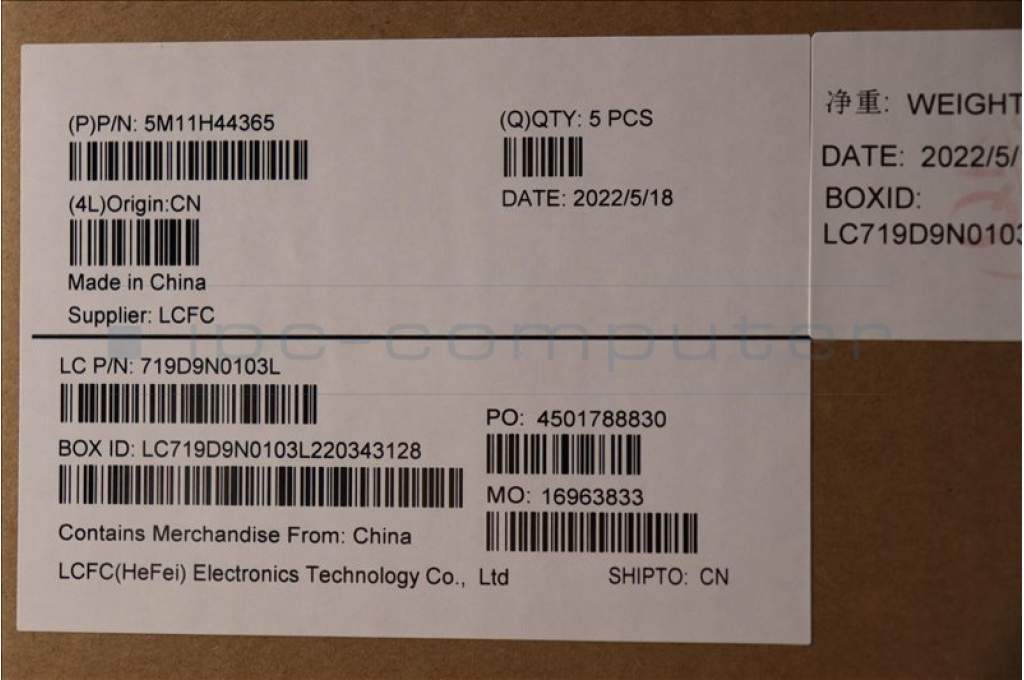 (P)P/N: 5M11H44365
(Q)QTY: 5 PCS
(4L)Origin:CN
DATE: 2022/5/18
Made in China
Supplier: LCFC
净重: WEIGHT
DATE: 2022/5/
BOXID:
LC719D9N0103
ipc-computer
LC P/N: 719D9N0103L
PO: 4501788830
BOX ID: LC719D9N0103L220343128
MO: 16963833
Contains Merchandise From: China
LCFC(HeFei) Electronics Technology Co., Ltd
SHIPTO: CN